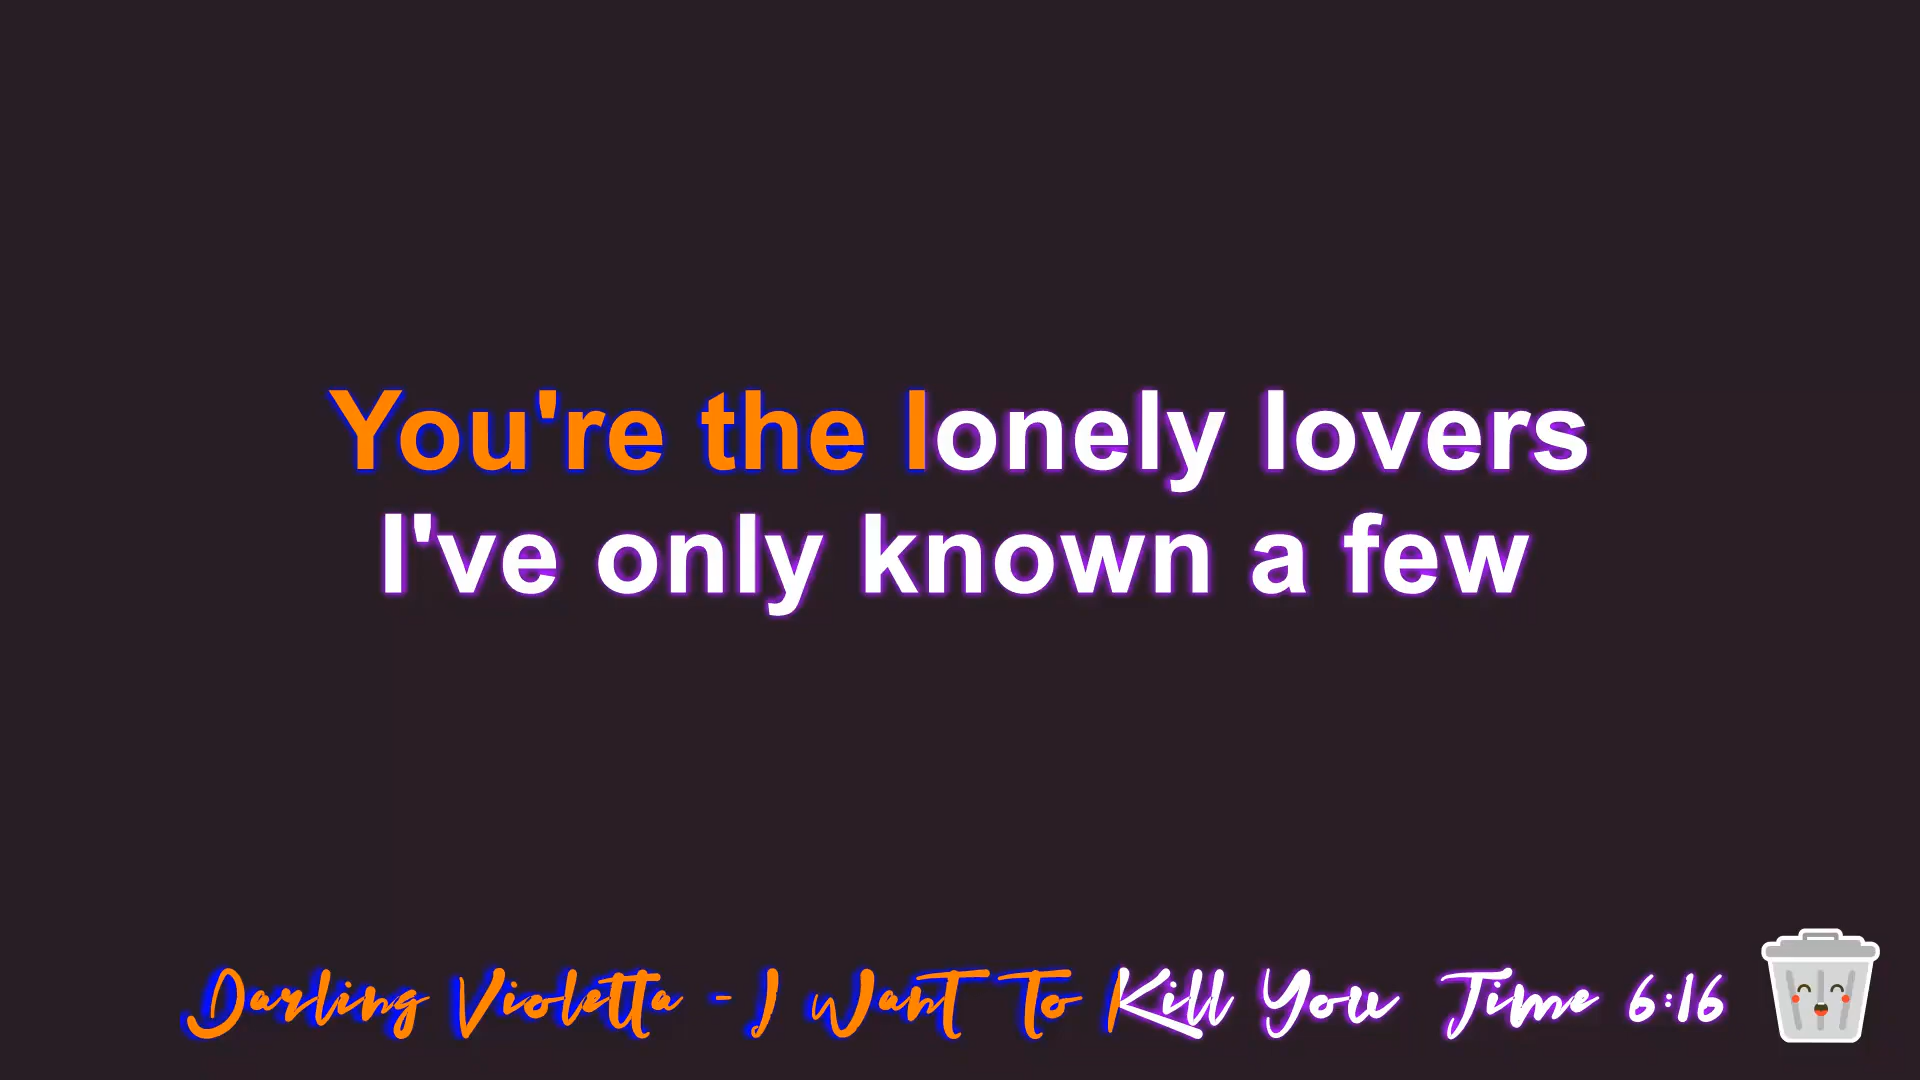 You're the lonely lovers
I've only known a few
Darling Violetta - I Want To Kill You Time 6:16